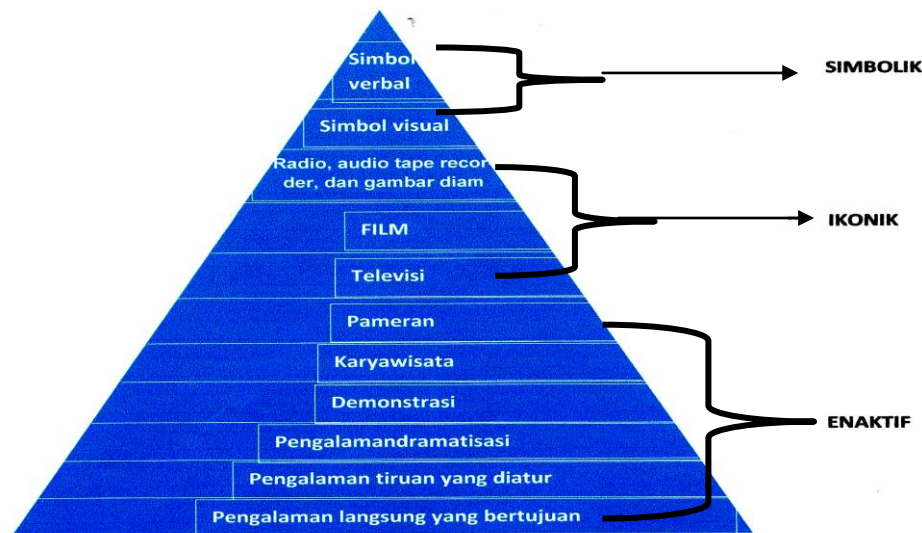 Simbol
verbal
SIMBOLIK
Simbol visual
Radio, audio tape recor
der, dan gambar diam
FILM
IKONIK
Televisi
Pameran
Karyawisata
Demonstrasi
ENAKTIF
Pengalamandramatisasi
Pengalaman tiruan yang diatur
Pengalaman langsung yang bertujuan